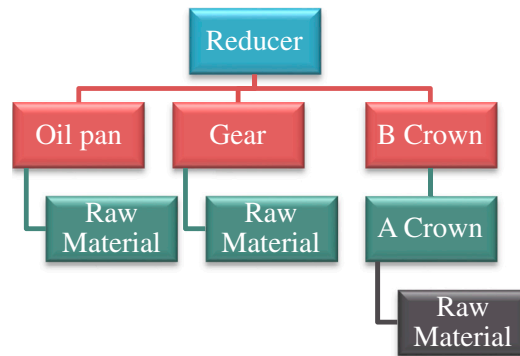 Reducer
Oil pan
Gear
B Crown
Raw
Material
Raw
Material
A Crown
Raw
Material